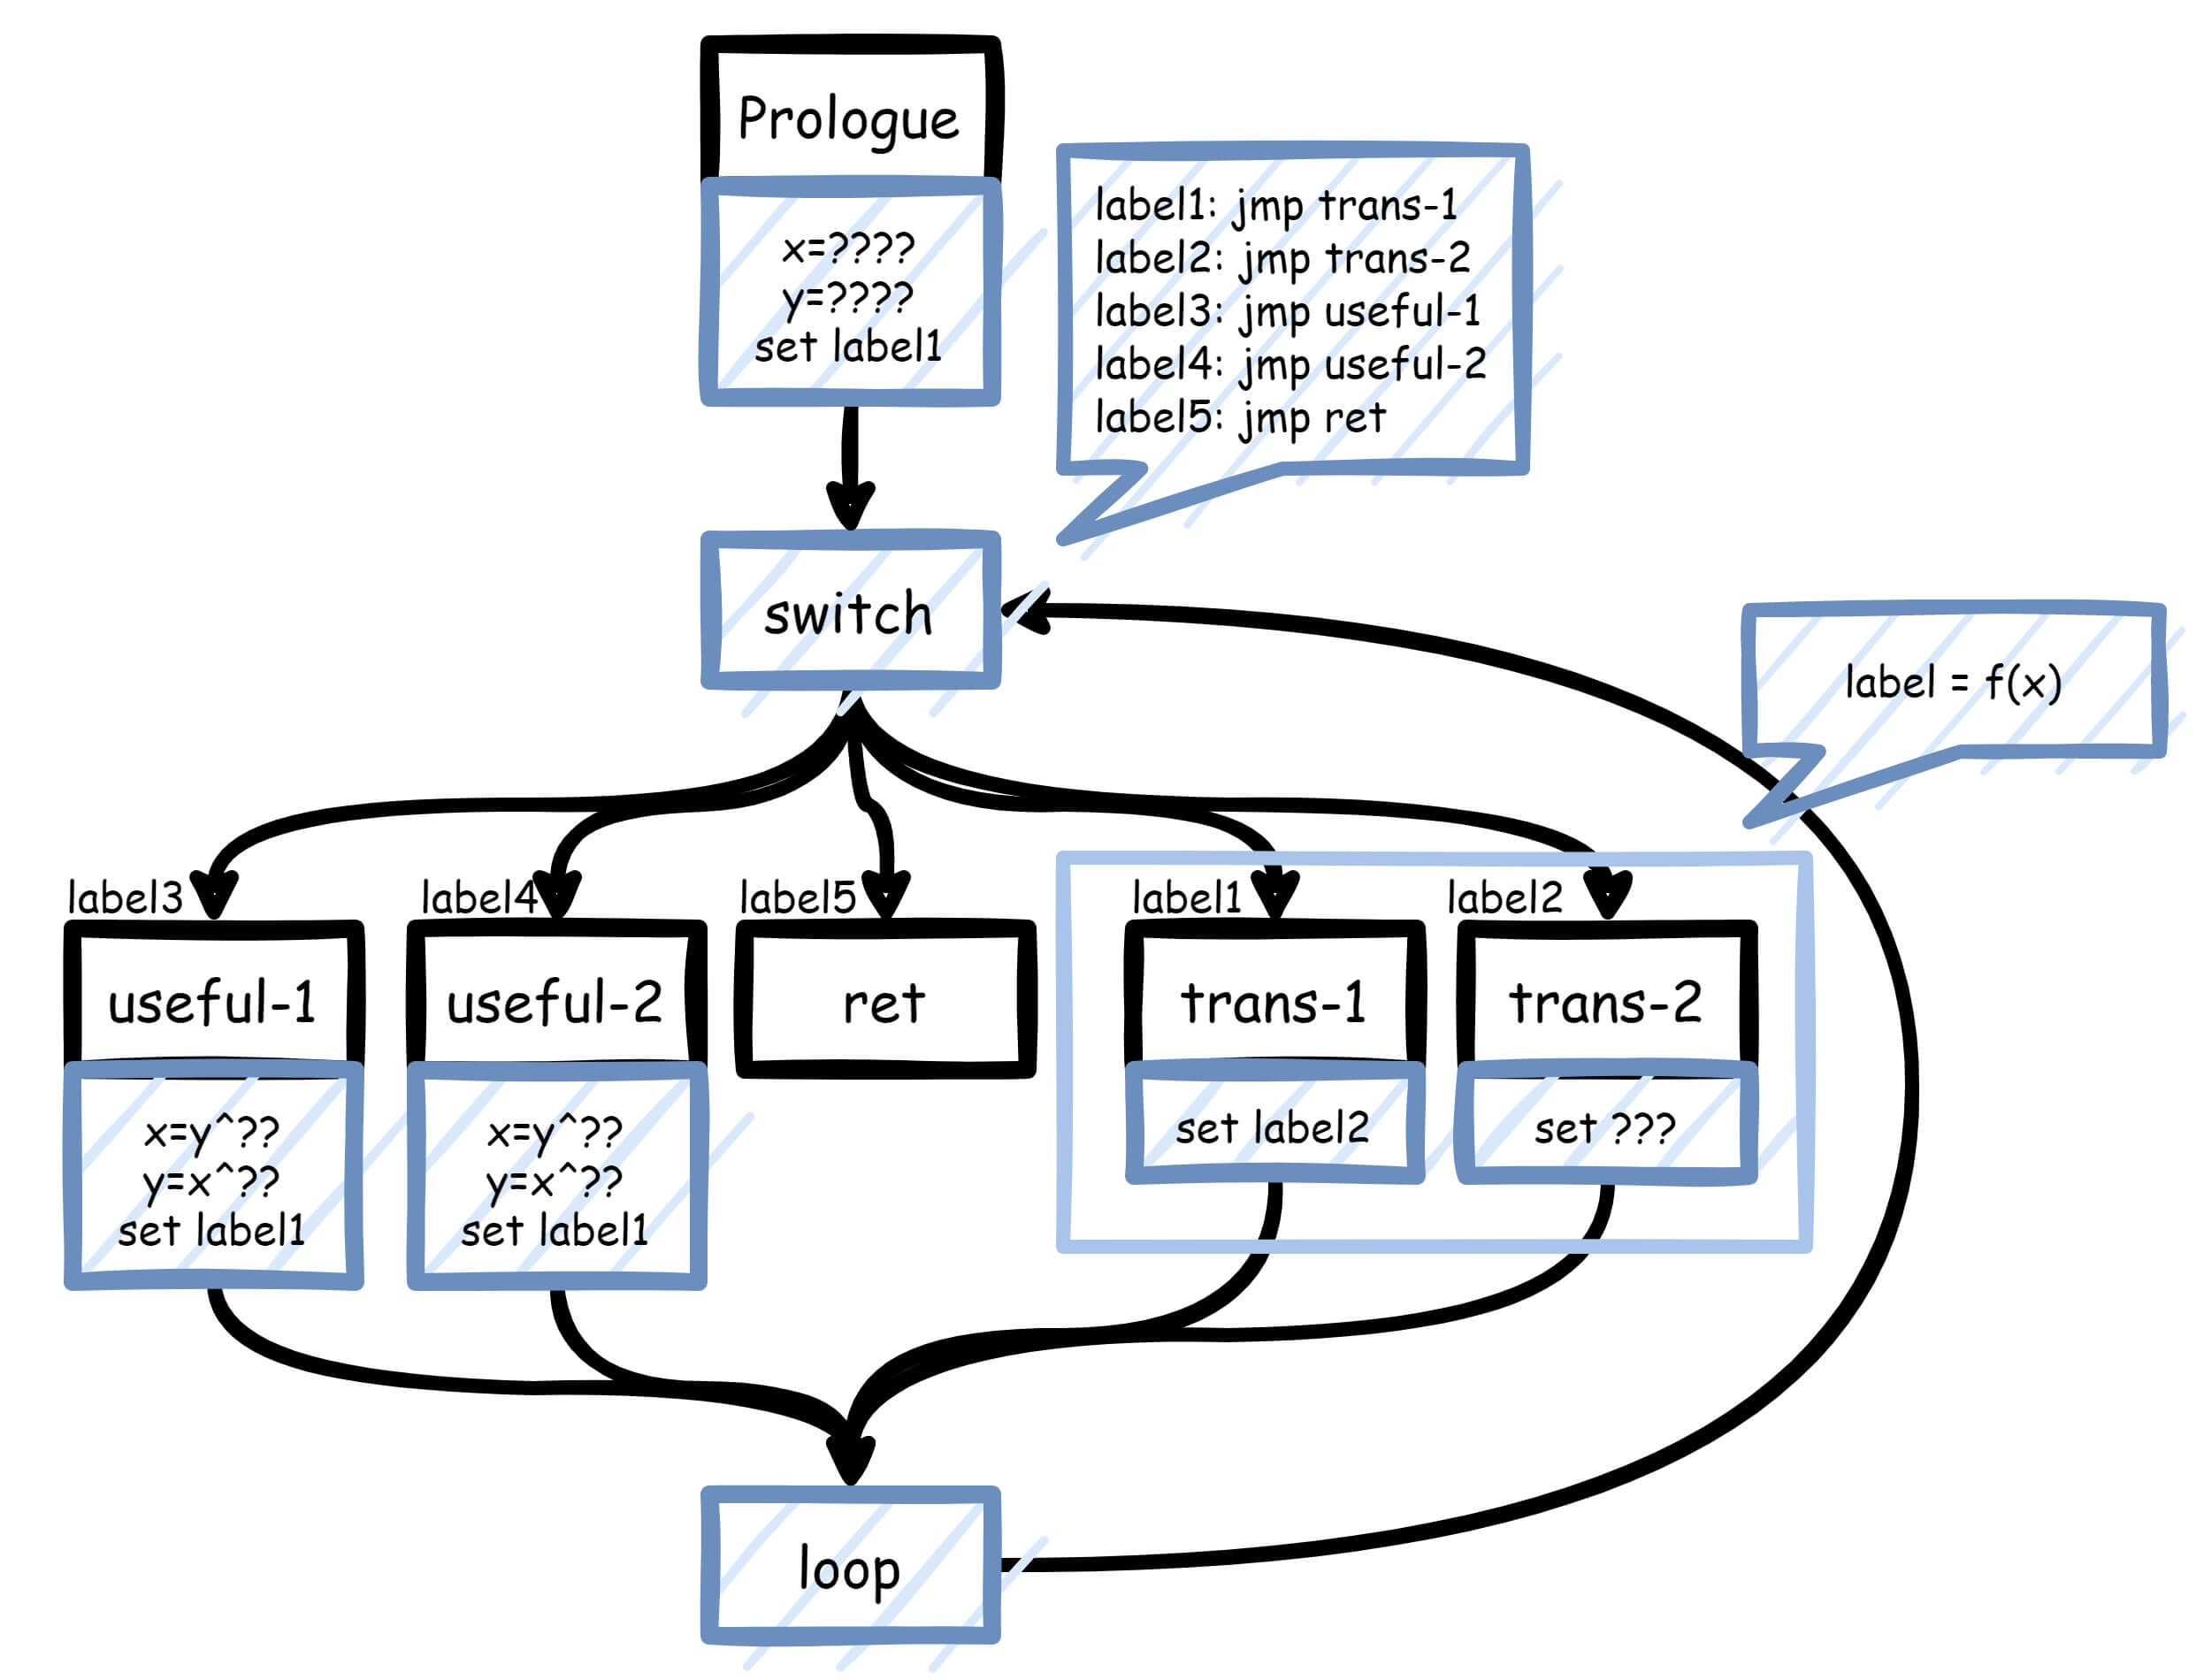 Prologue
x=????
y=????
set label1
label1: jmp trans-1
label2: jmp trans-2
label3: jmp useful-1
label4: jmp useful-2
label5: jmp ret
switch
label = f(x)
label3
useful-1
x=y^??
y=x^??
set label1
label4
useful-2
x=y^??
y=x^??
set label1
label5
ret
label1
trans-1
set label2
label2
trans-2
set ???
loop